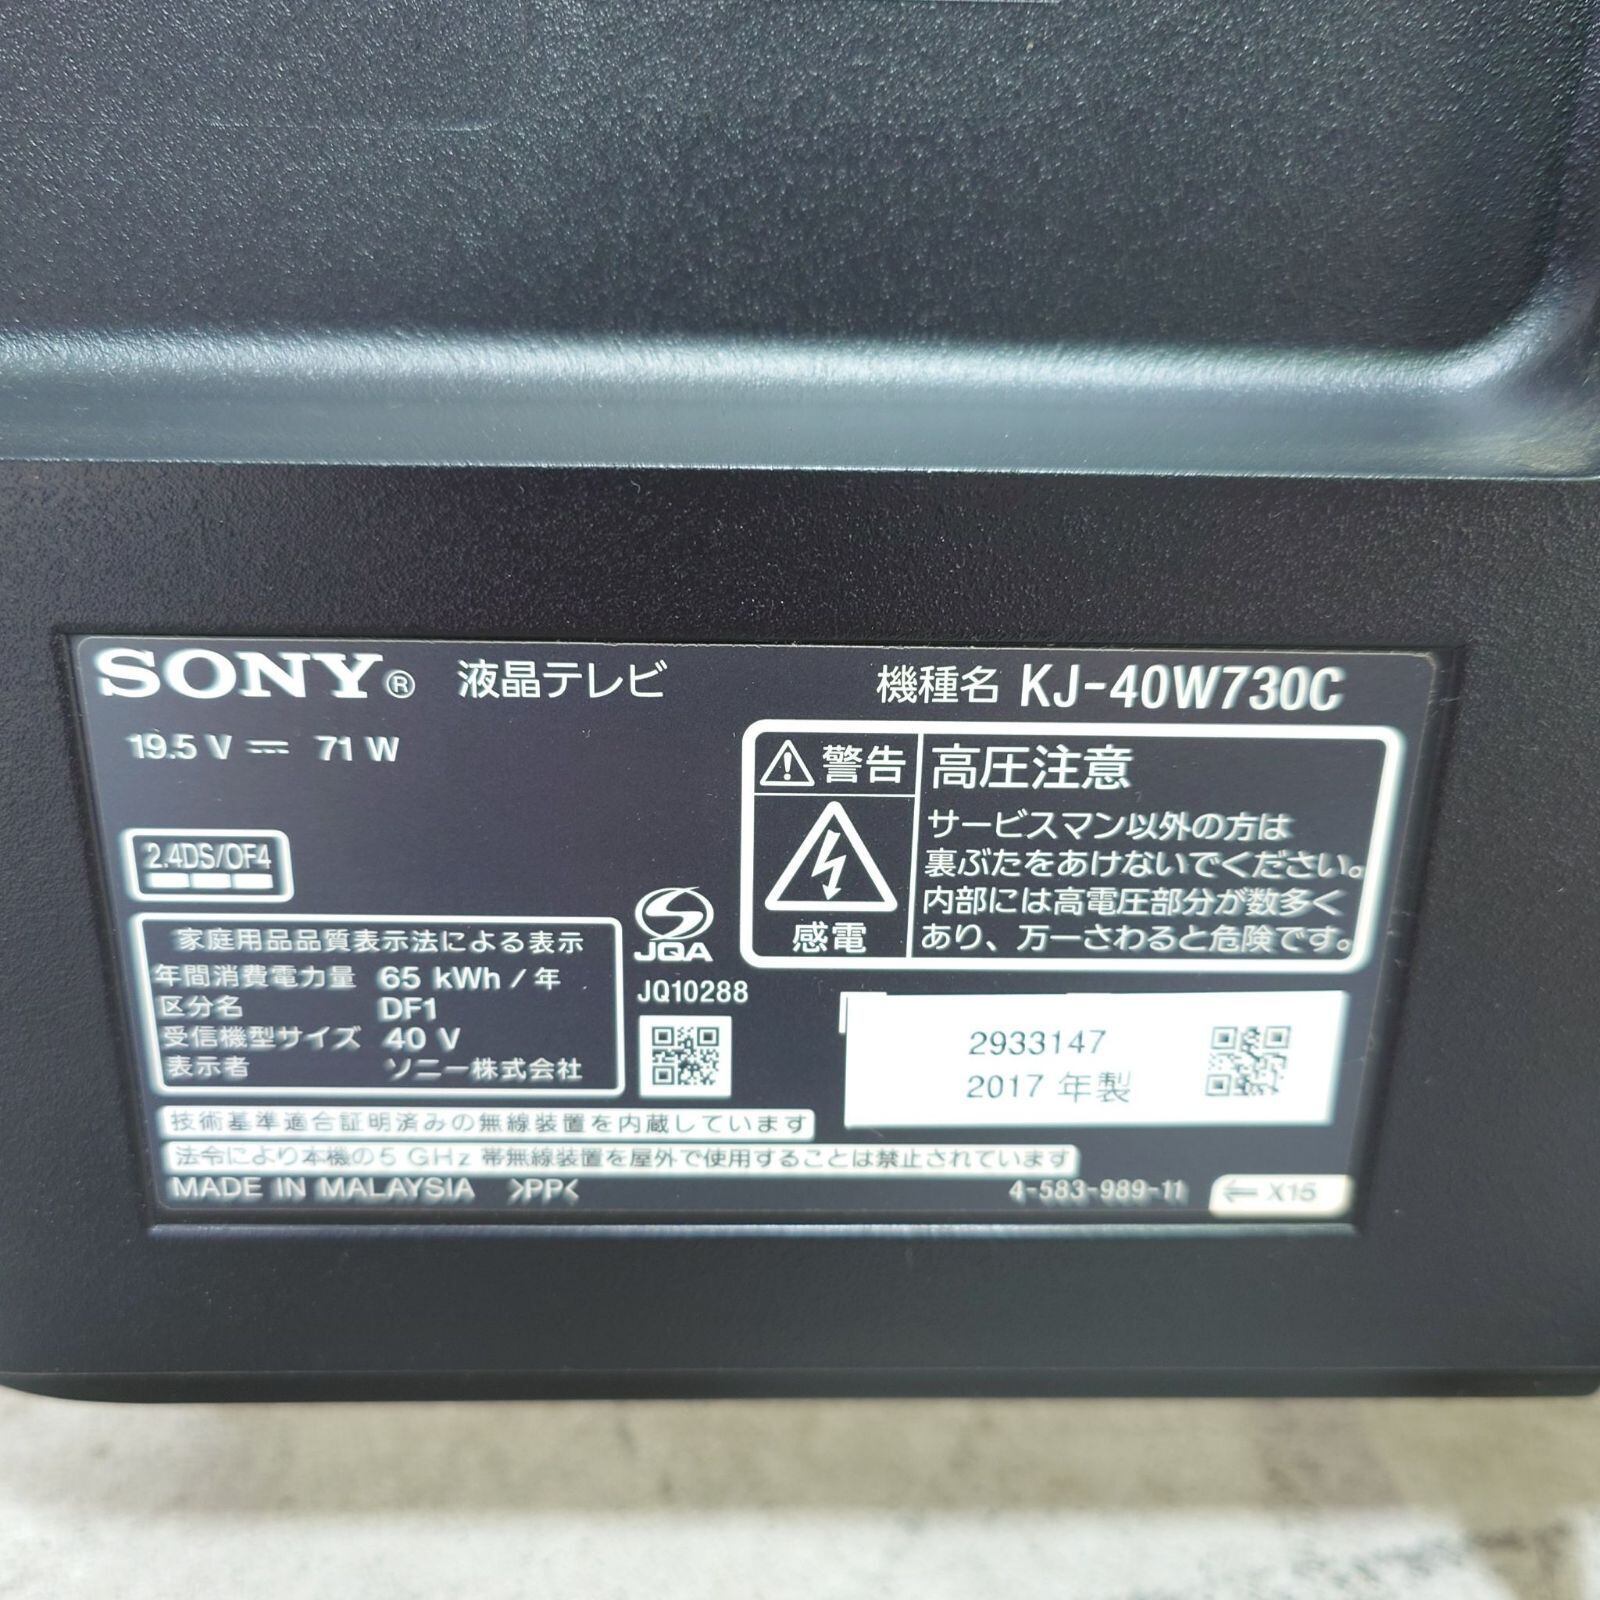 SONY® 液晶テレビ
機種名 KJ-40W730C
19.5 V ⎓ 71 W
警告
感電
高圧注意
サービスマン以外の方は
裏ぶたをあけないでください。
内部には高電圧部分が数多く
あり、万一さわると危険です。
2.4DS/OF4
家庭用品品質表示法による表示
年間消費電力量 65 kWh / 年
区分名 DF1
受信機型サイズ 40 V
表示者 ソニー株式会社
JQA
JQ10288
2933147
2017 年製
技術基準適合証明済みの無線装置を内蔵しています
法令により本機の5 GHz 帯無線装置を屋外で使用することは禁止されています
MADE IN MALAYSIA >PP<
4-583-989-11
⇐ X15